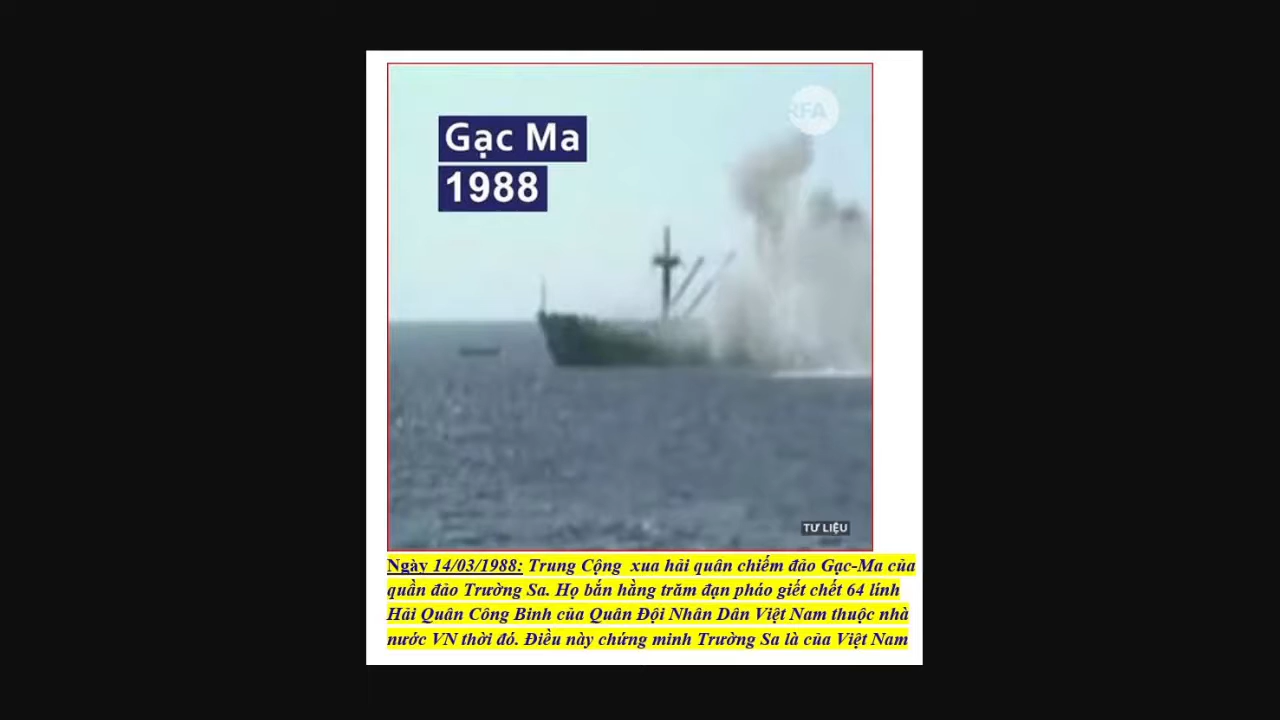 RFA
Gạc Ma
1988
TƯ LIỆU
Ngày 14/03/1988: Trung Cộng xua hải quân chiếm đảo Gạc-Ma của
quần đảo Trường Sa. Họ bắn hằng trăm đạn pháo giết chết 64 lính
Hải Quân Công Binh của Quân Đội Nhân Dân Việt Nam thuộc nhà
nước VN thời đó. Điều này chứng minh Trường Sa là của Việt Nam